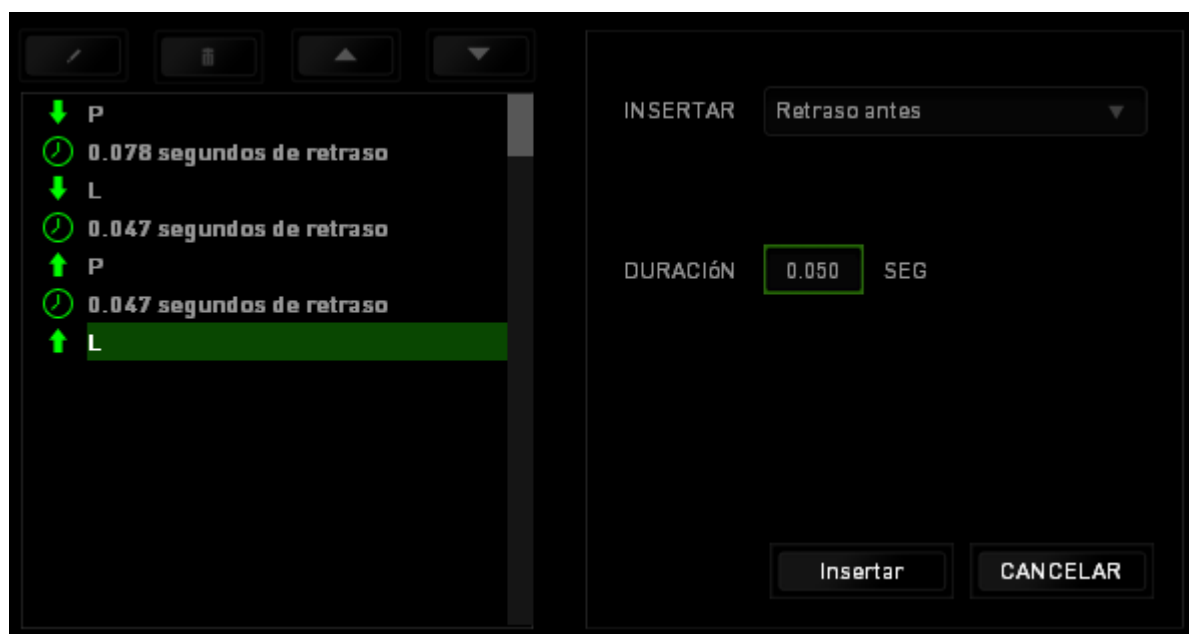 P
0.078 segundos de retraso
L
0.047 segundos de retraso
P
0.047 segundos de retraso
L
INSERTAR Retraso antes
DURACIóN 0.050 SEG
Insertar CANCELAR